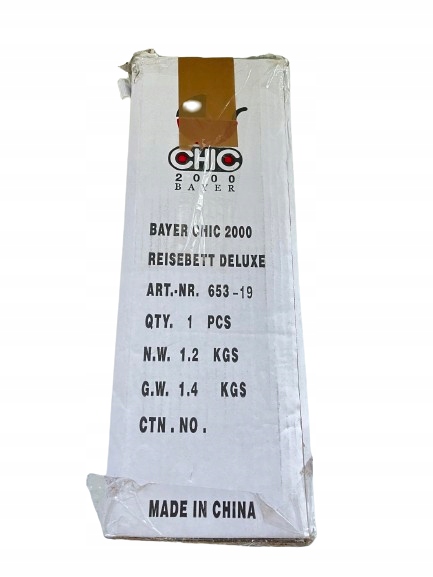 CHIC
2000
BAYER
BAYER CHIC 2000
REISEBETT DELUXE
ART.-NR. 653-19
QTY. 1 PCS
N.W. 1.2 KGS
G.W. 1.4 KGS
CTN.NO.
MADE IN CHINA